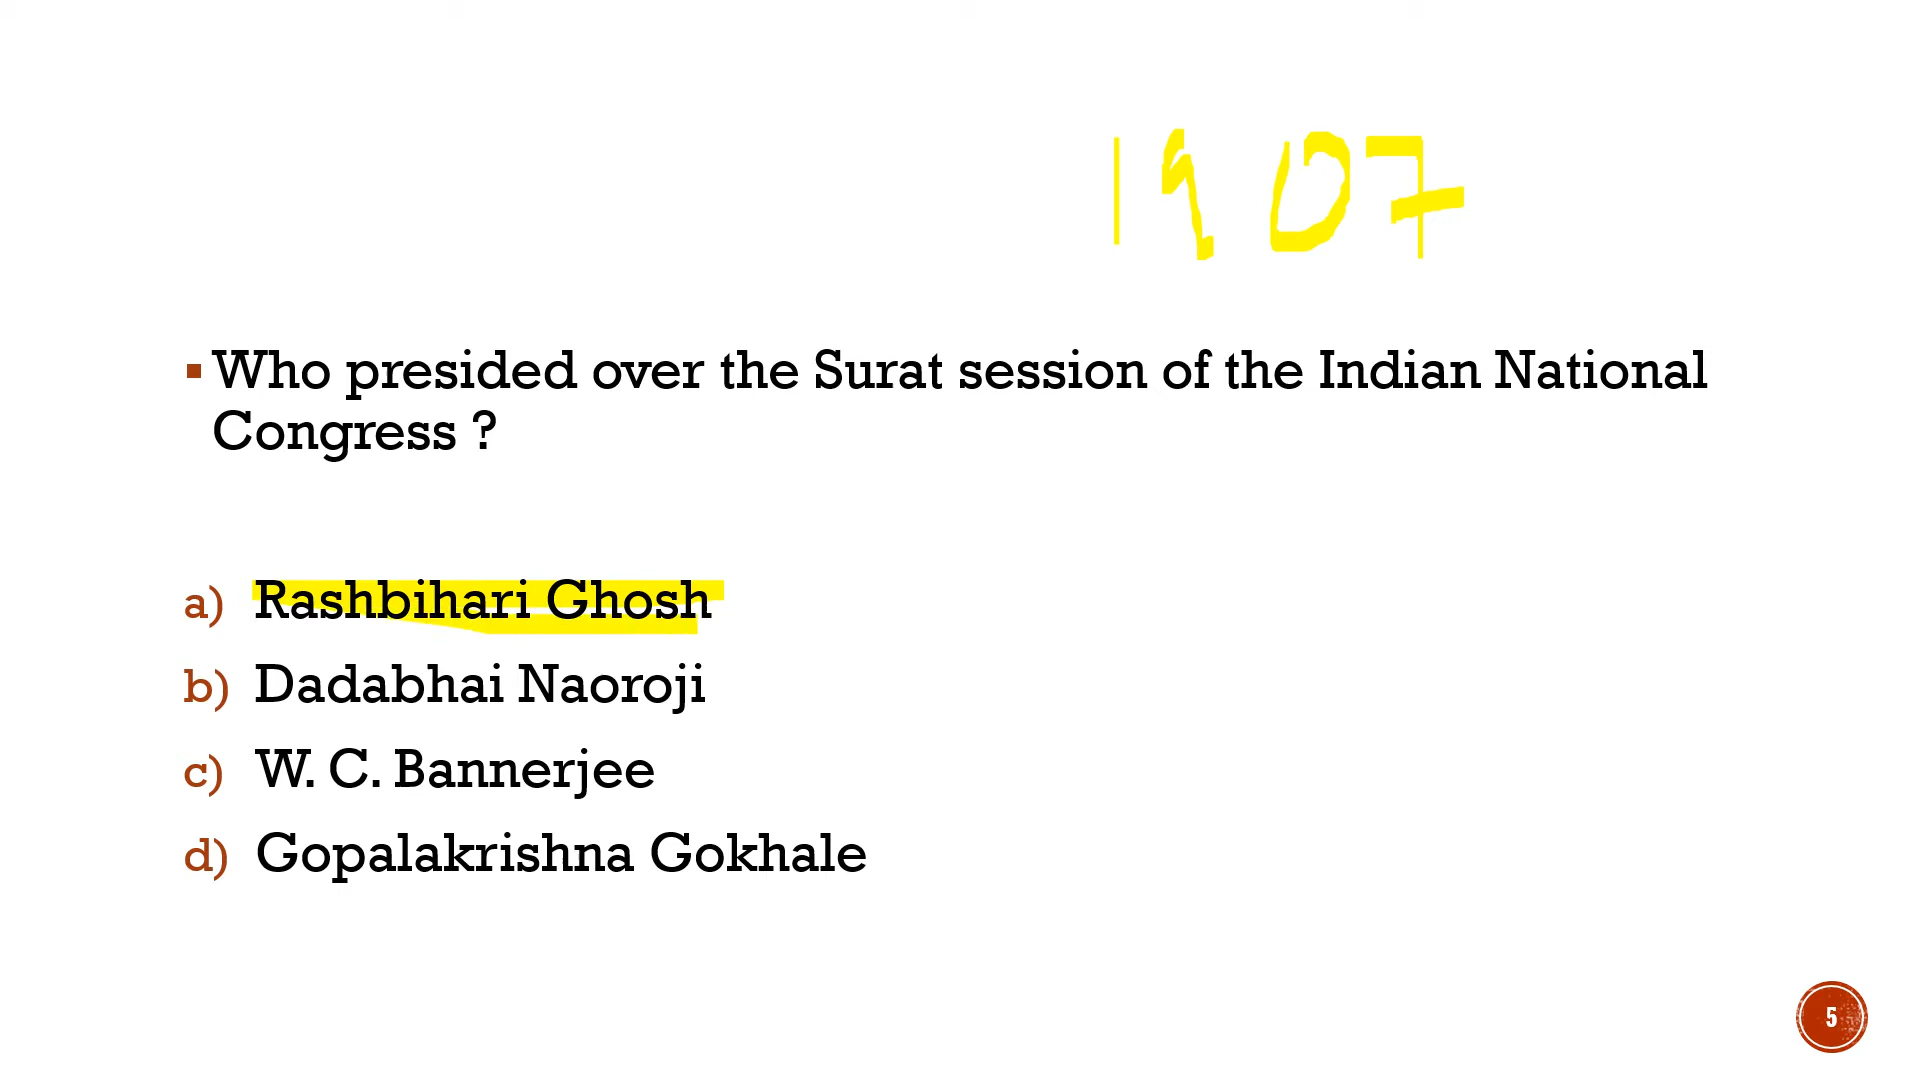 1907
▪ Who presided over the Surat session of the Indian National
Congress ?
a) Rashbihari Ghosh
b) Dadabhai Naoroji
c) W. C. Bannerjee
d) Gopalakrishna Gokhale
5